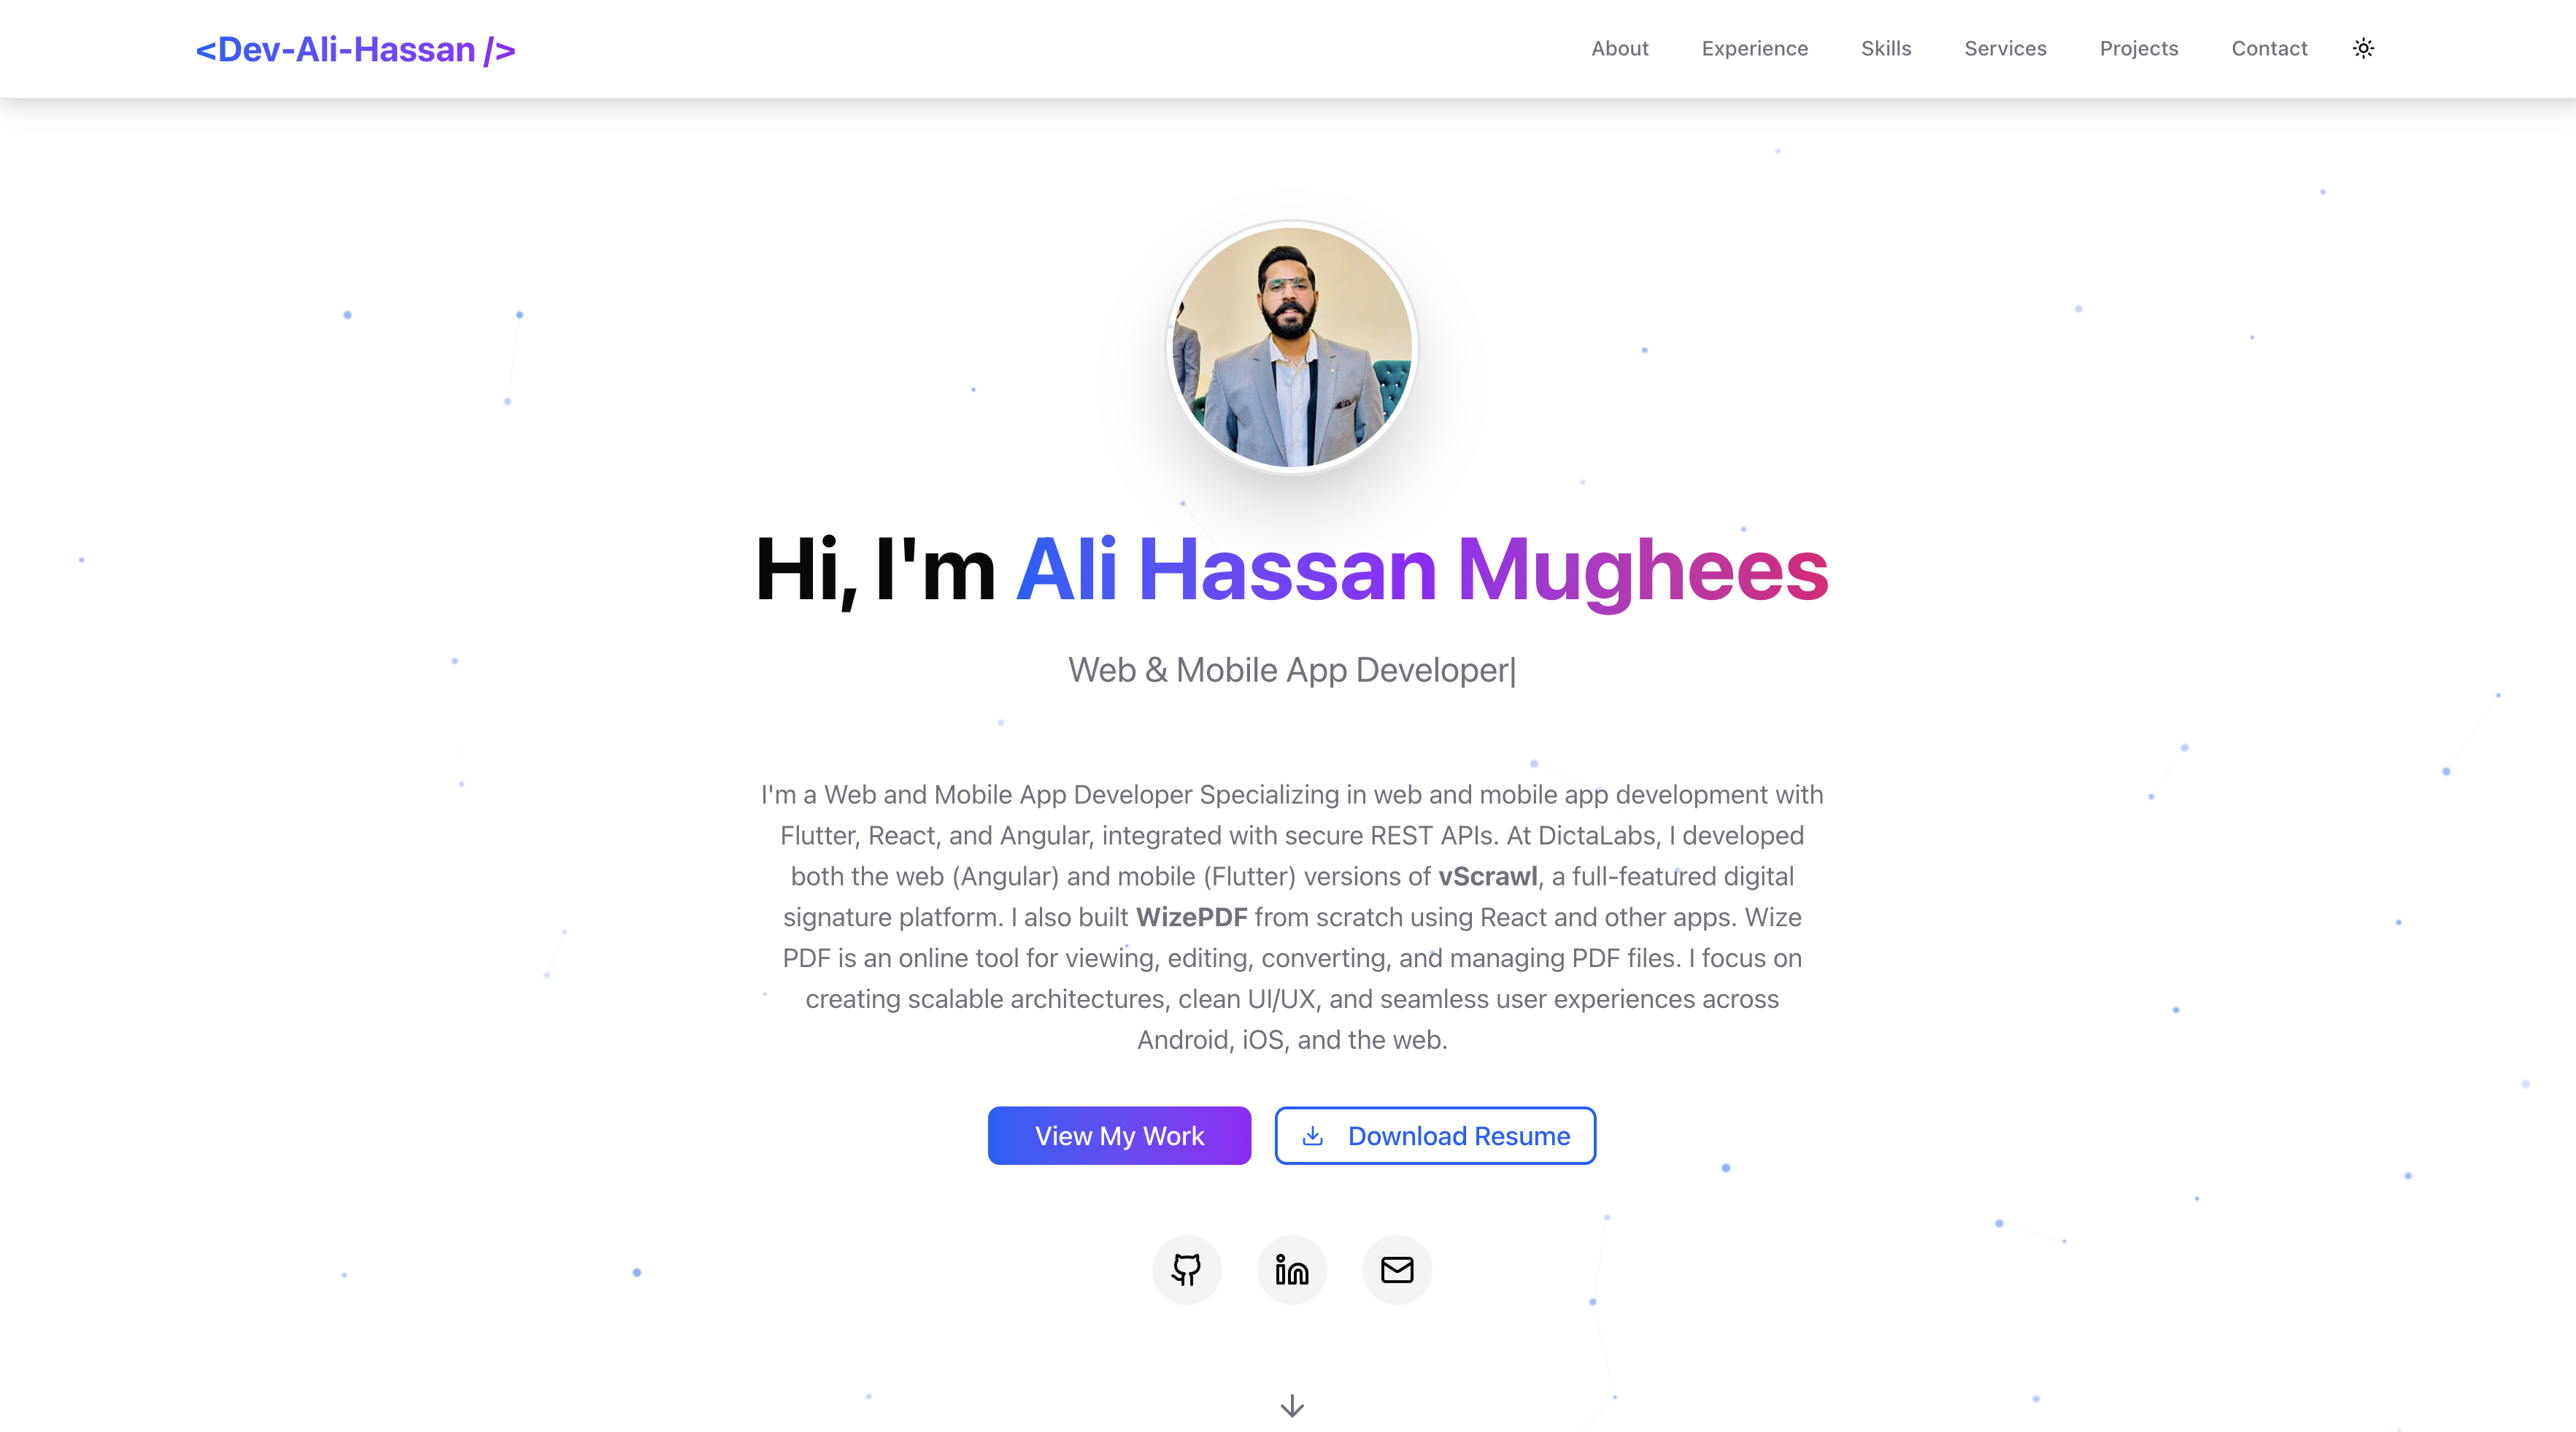 <Dev-Ali-Hassan />
About Experience Skills Services Projects Contact
Hi, I'm Ali Hassan Mughees
Web & Mobile App Developer|
I'm a Web and Mobile App Developer Specializing in web and mobile app development with
Flutter, React, and Angular, integrated with secure REST APIs. At DictaLabs, I developed
both the web (Angular) and mobile (Flutter) versions of vScrawl, a full-featured digital
signature platform. I also built WizePDF from scratch using React and other apps. Wize
PDF is an online tool for viewing, editing, converting, and managing PDF files. I focus on
creating scalable architectures, clean UI/UX, and seamless user experiences across
Android, iOS, and the web.
View My Work
Download Resume